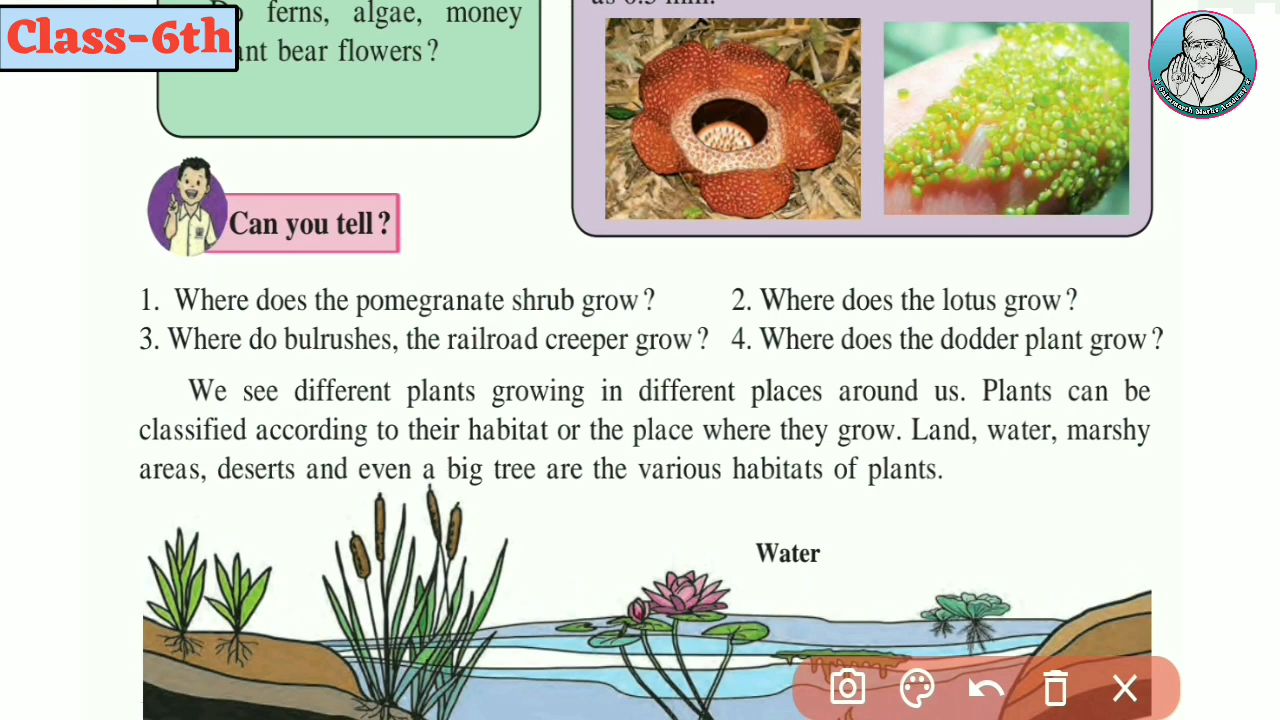 Class-6th
ferns, algae, money
bear flowers?
Can you tell?
1. Where does the pomegranate shrub grow?
2. Where does the lotus grow?
3. Where do bulrushes, the railroad creeper grow?
4. Where does the dodder plant grow?
We see different plants growing in different places around us. Plants can be
classified according to their habitat or the place where they grow. Land, water, marshy
areas, deserts and even a big tree are the various habitats of plants.
Water